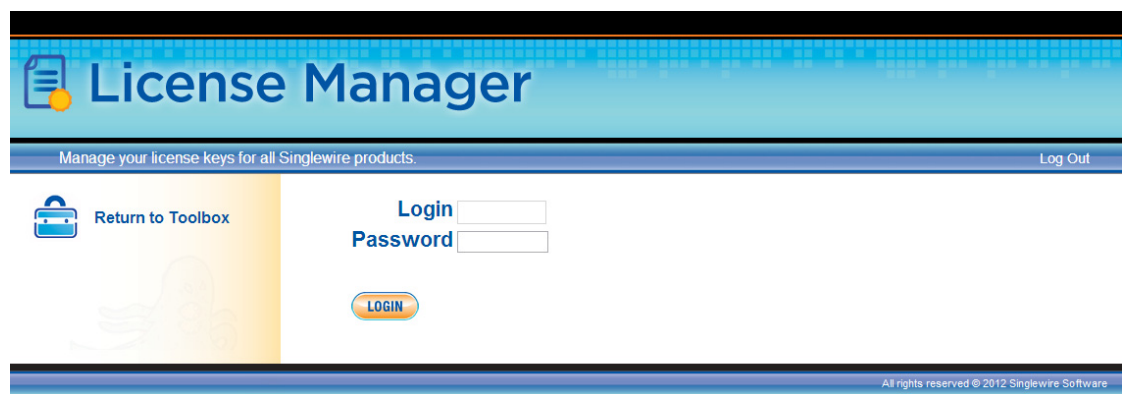 License Manager
Manage your license keys for all Singlewire products.
Log Out
Return to Toolbox
Login
Password
LOGIN
All rights reserved © 2012 Singlewire Software